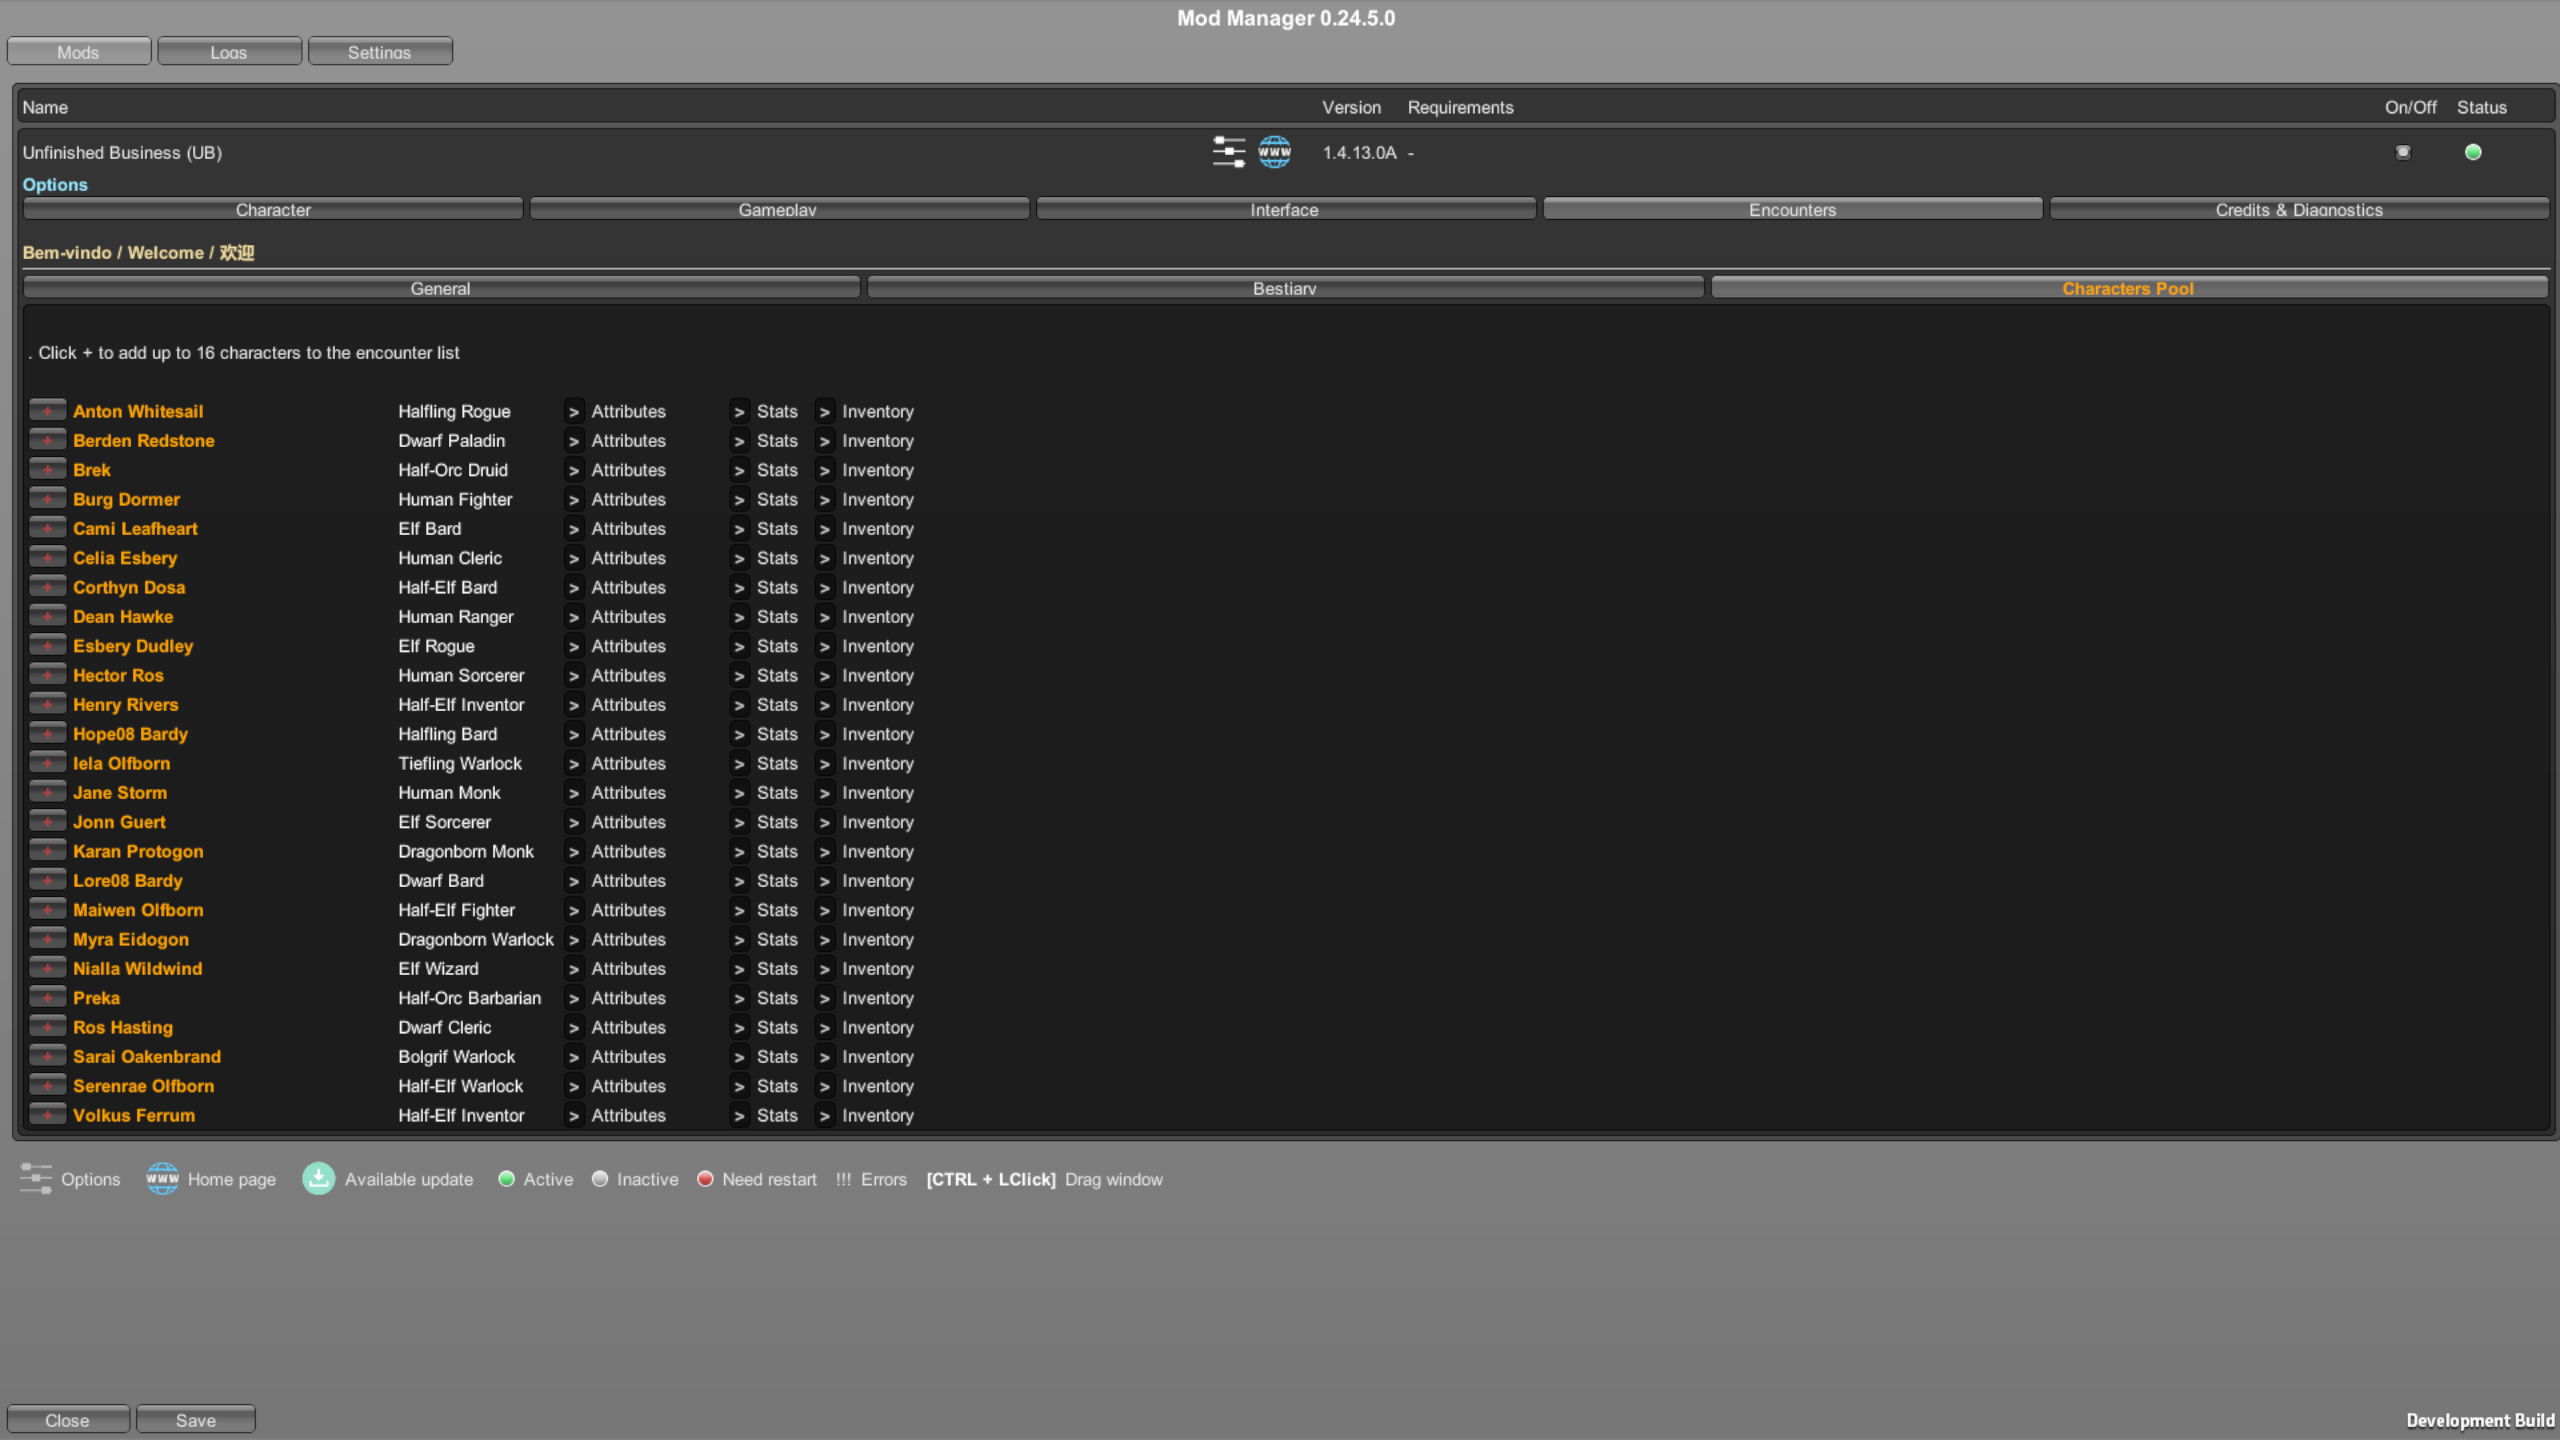 Mod Manager 0.24.5.0
Mods Logs Settings
Name Version Requirements On/Off Status
Unfinished Business (UB) www 1.4.13.0A -
Options
Character Gameplay Interface Encounters Credits & Diagnostics
Bem-vindo / Welcome / 欢迎
General Bestiary Characters Pool
. Click + to add up to 16 characters to the encounter list
+ Anton Whitesail Halfling Rogue > Attributes > Stats > Inventory
+ Berden Redstone Dwarf Paladin > Attributes > Stats > Inventory
+ Brek Half-Orc Druid > Attributes > Stats > Inventory
+ Burg Dormer Human Fighter > Attributes > Stats > Inventory
+ Cami Leafheart Elf Bard > Attributes > Stats > Inventory
+ Celia Esbery Human Cleric > Attributes > Stats > Inventory
+ Corthyn Dosa Half-Elf Bard > Attributes > Stats > Inventory
+ Dean Hawke Human Ranger > Attributes > Stats > Inventory
+ Esbery Dudley Elf Rogue > Attributes > Stats > Inventory
+ Hector Ros Human Sorcerer > Attributes > Stats > Inventory
+ Henry Rivers Half-Elf Inventor > Attributes > Stats > Inventory
+ Hope08 Bardy Halfling Bard > Attributes > Stats > Inventory
+ Iela Olfborn Tiefling Warlock > Attributes > Stats > Inventory
+ Jane Storm Human Monk > Attributes > Stats > Inventory
+ Jonn Guert Elf Sorcerer > Attributes > Stats > Inventory
+ Karan Protogon Dragonborn Monk > Attributes > Stats > Inventory
+ Lore08 Bardy Dwarf Bard > Attributes > Stats > Inventory
+ Maiwen Olfborn Half-Elf Fighter > Attributes > Stats > Inventory
+ Myra Eidogon Dragonborn Warlock > Attributes > Stats > Inventory
+ Nialla Wildwind Elf Wizard > Attributes > Stats > Inventory
+ Preka Half-Orc Barbarian > Attributes > Stats > Inventory
+ Ros Hasting Dwarf Cleric > Attributes > Stats > Inventory
+ Sarai Oakenbrand Bolgrif Warlock > Attributes > Stats > Inventory
+ Serenrae Olfborn Half-Elf Warlock > Attributes > Stats > Inventory
+ Volkus Ferrum Half-Elf Inventor > Attributes > Stats > Inventory
Options www Home page Available update Active Inactive Need restart !!! Errors [CTRL + LClick] Drag window
Close Save Development Build